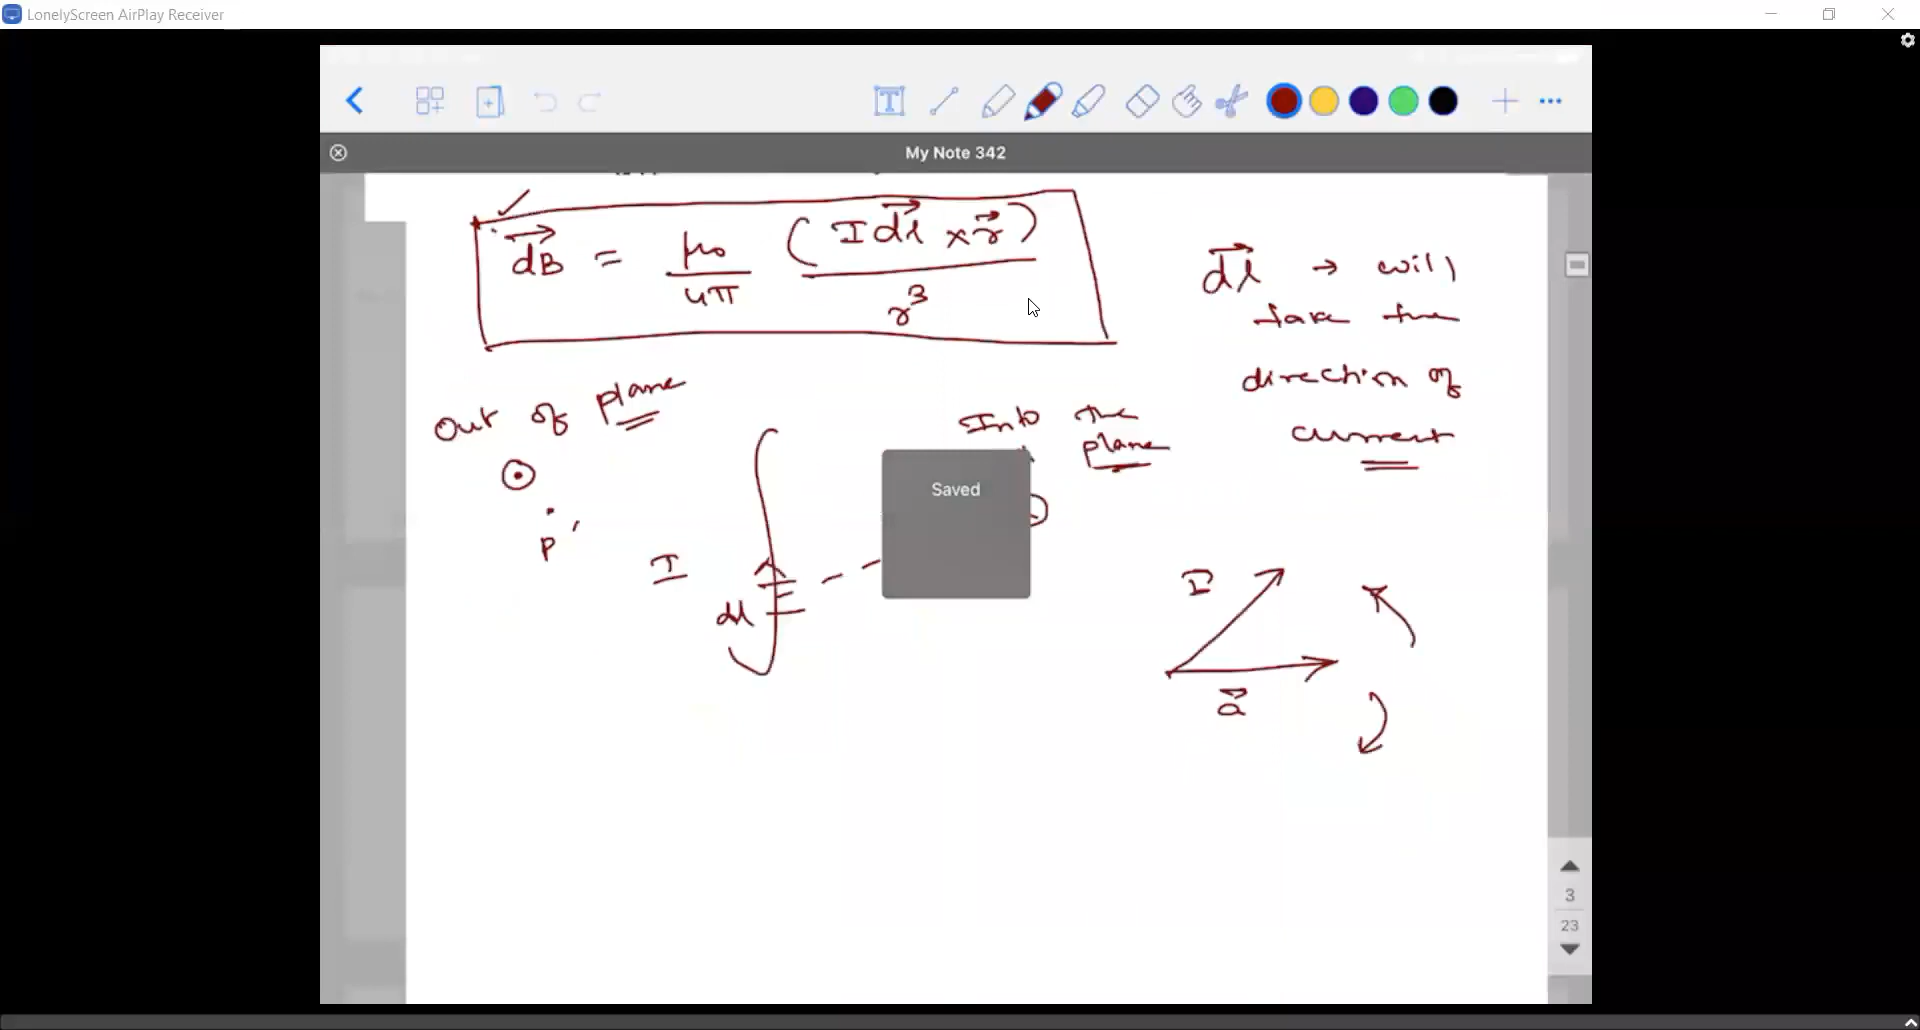 LonelyScreen AirPlay Receiver
My Note 342
dB⃗ = μ₀/4π (I dl⃗ × r⃗)/r³
dl⃗ → will
take the
direction of
current
Out of plane
Into the
plane
P
I
dl
a⃗
Saved
3
23